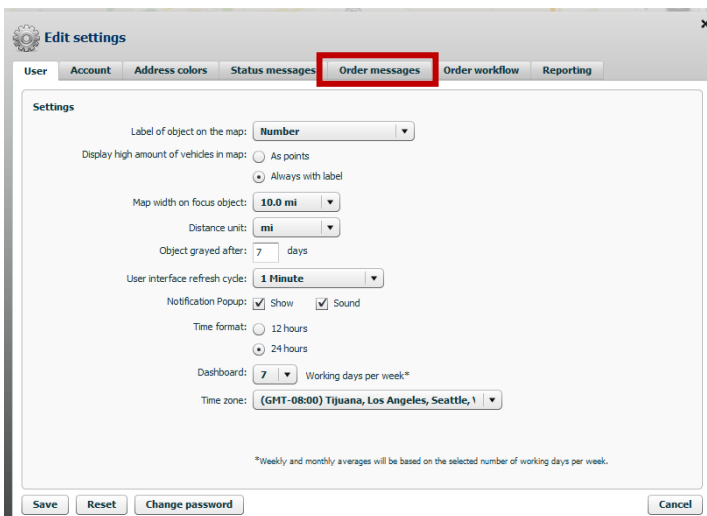 x
Edit settings
User Account Address colors Status messages Order messages Order workflow Reporting
Settings
Label of object on the map: Number
Display high amount of vehicles in map: As points
Always with label
Map width on focus object: 10.0 mi
Distance unit: mi
Object grayed after: 7 days
User interface refresh cycle: 1 Minute
Notification Popup: Show Sound
Time format: 12 hours
24 hours
Dashboard: 7 Working days per week*
Time zone: (GMT-08:00) Tijuana, Los Angeles, Seattle,
*Weekly and monthly averages will be based on the selected number of working days per week.
Save Reset Change password Cancel